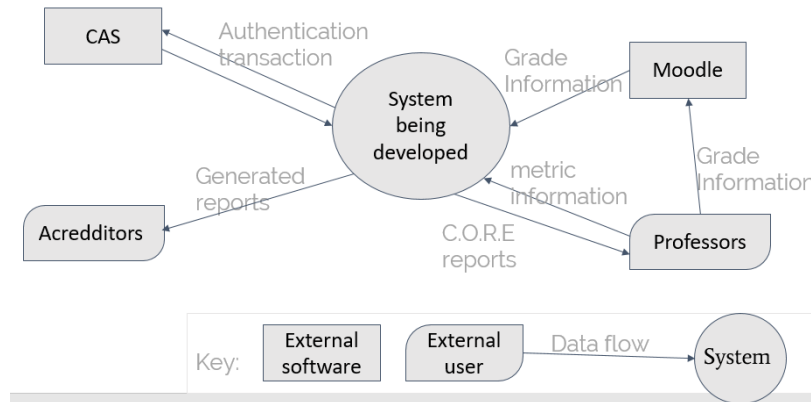 CAS
Authentication
transaction
Grade
Information
Moodle
System
being
developed
Grade
Information
Generated
reports
metric
information
Acredditors
C.O.R.E
reports
Professors
Key:
External
software
External
user
Data flow
System